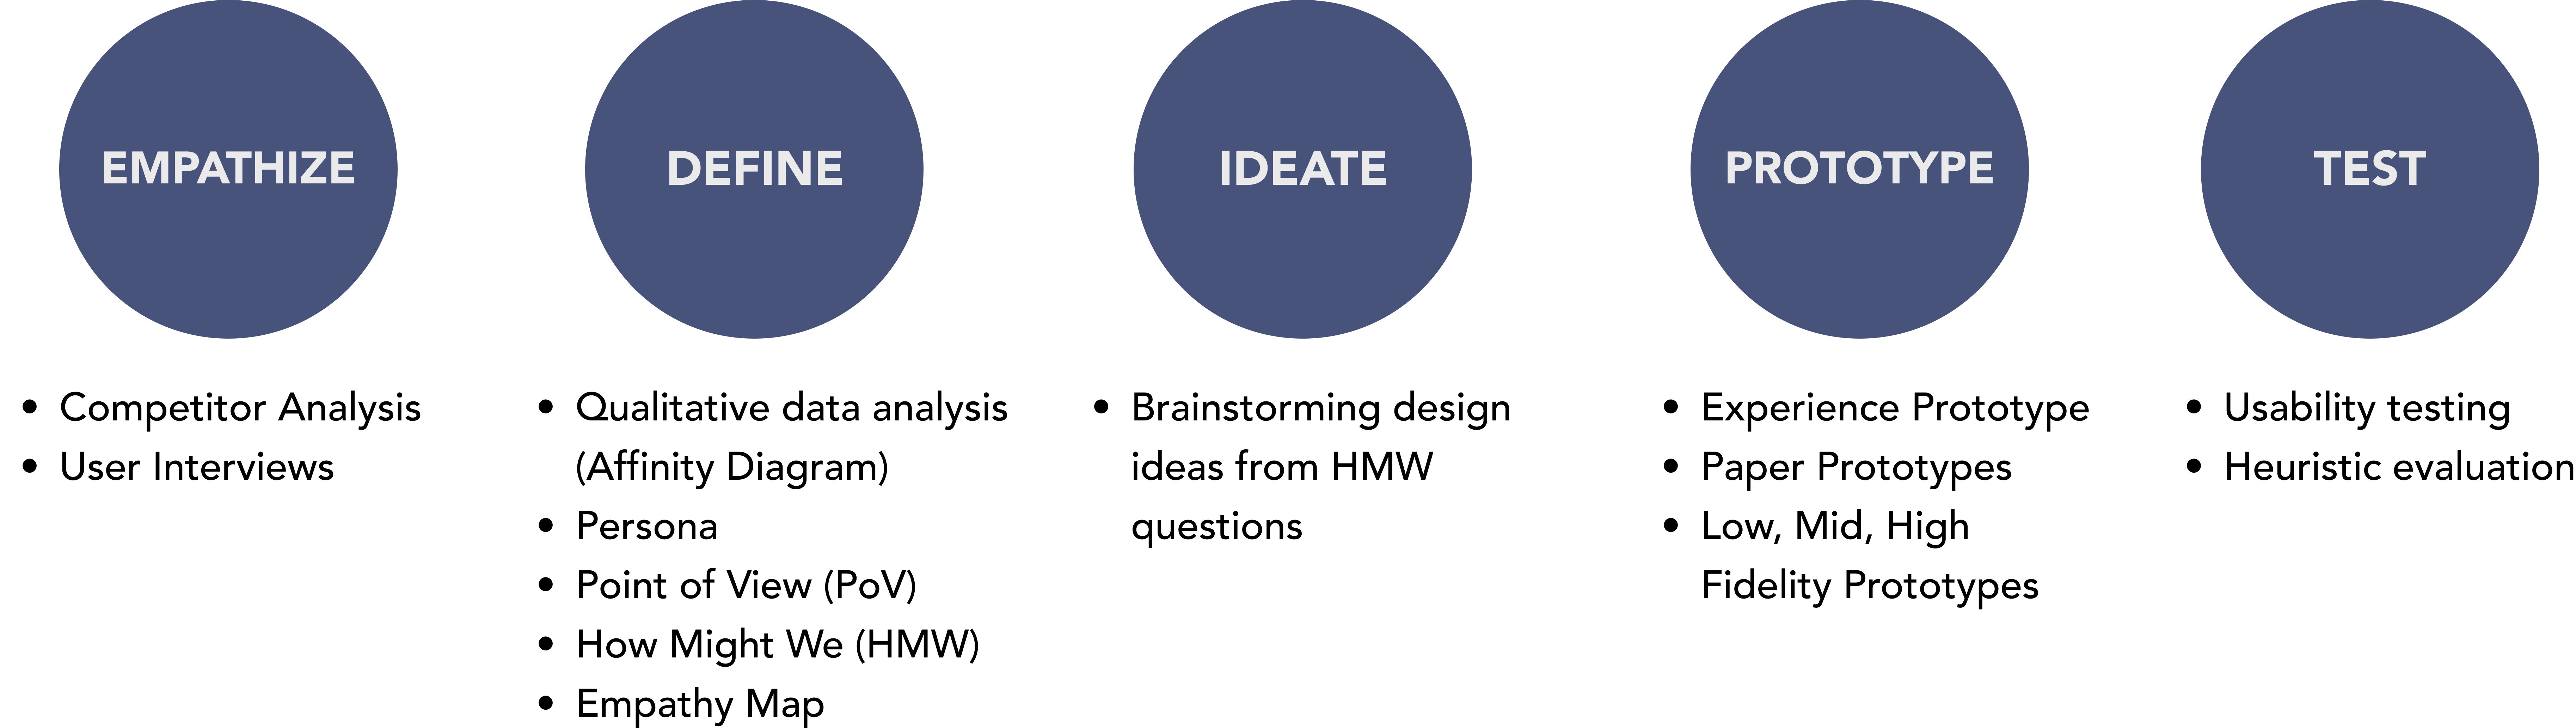 EMPATHIZE
• Competitor Analysis
• User Interviews
DEFINE
• Qualitative data analysis
(Affinity Diagram)
• Persona
• Point of View (PoV)
• How Might We (HMW)
• Empathy Map
IDEATE
• Brainstorming design
ideas from HMW
questions
PROTOTYPE
• Experience Prototype
• Paper Prototypes
• Low, Mid, High
Fidelity Prototypes
TEST
• Usability testing
• Heuristic evaluation